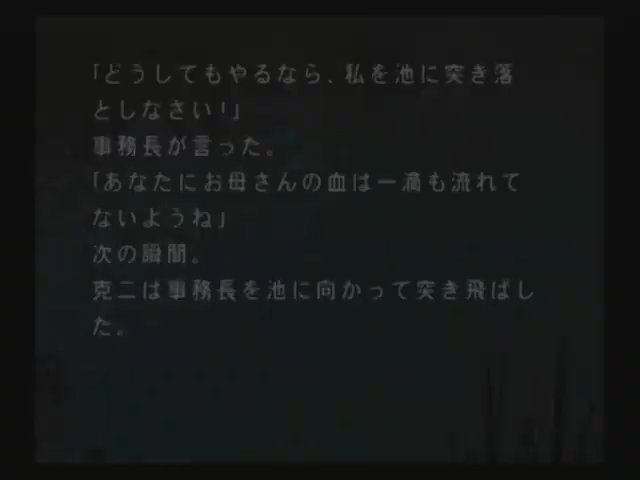 「どうしてもやるなら、私を池に突き落
としなさい！」
事務長が言った。
「あなたにお母さんの血は一滴も流れて
ないようね」
次の瞬間。
克二は事務長を池に向かって突き飛ばし
た。